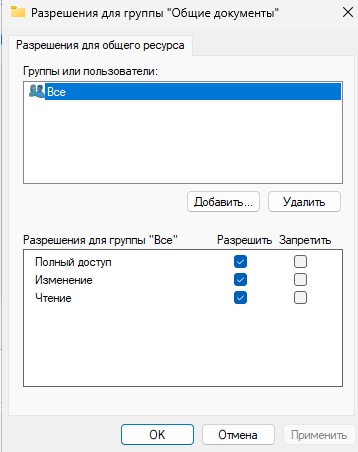 Разрешения для группы "Общие документы"
Разрешения для общего ресурса
Группы или пользователи:
Все
Добавить... Удалить
Разрешения для группы "Все" Разрешить Запретить
Полный доступ
Изменение
Чтение
OK Отмена Применить